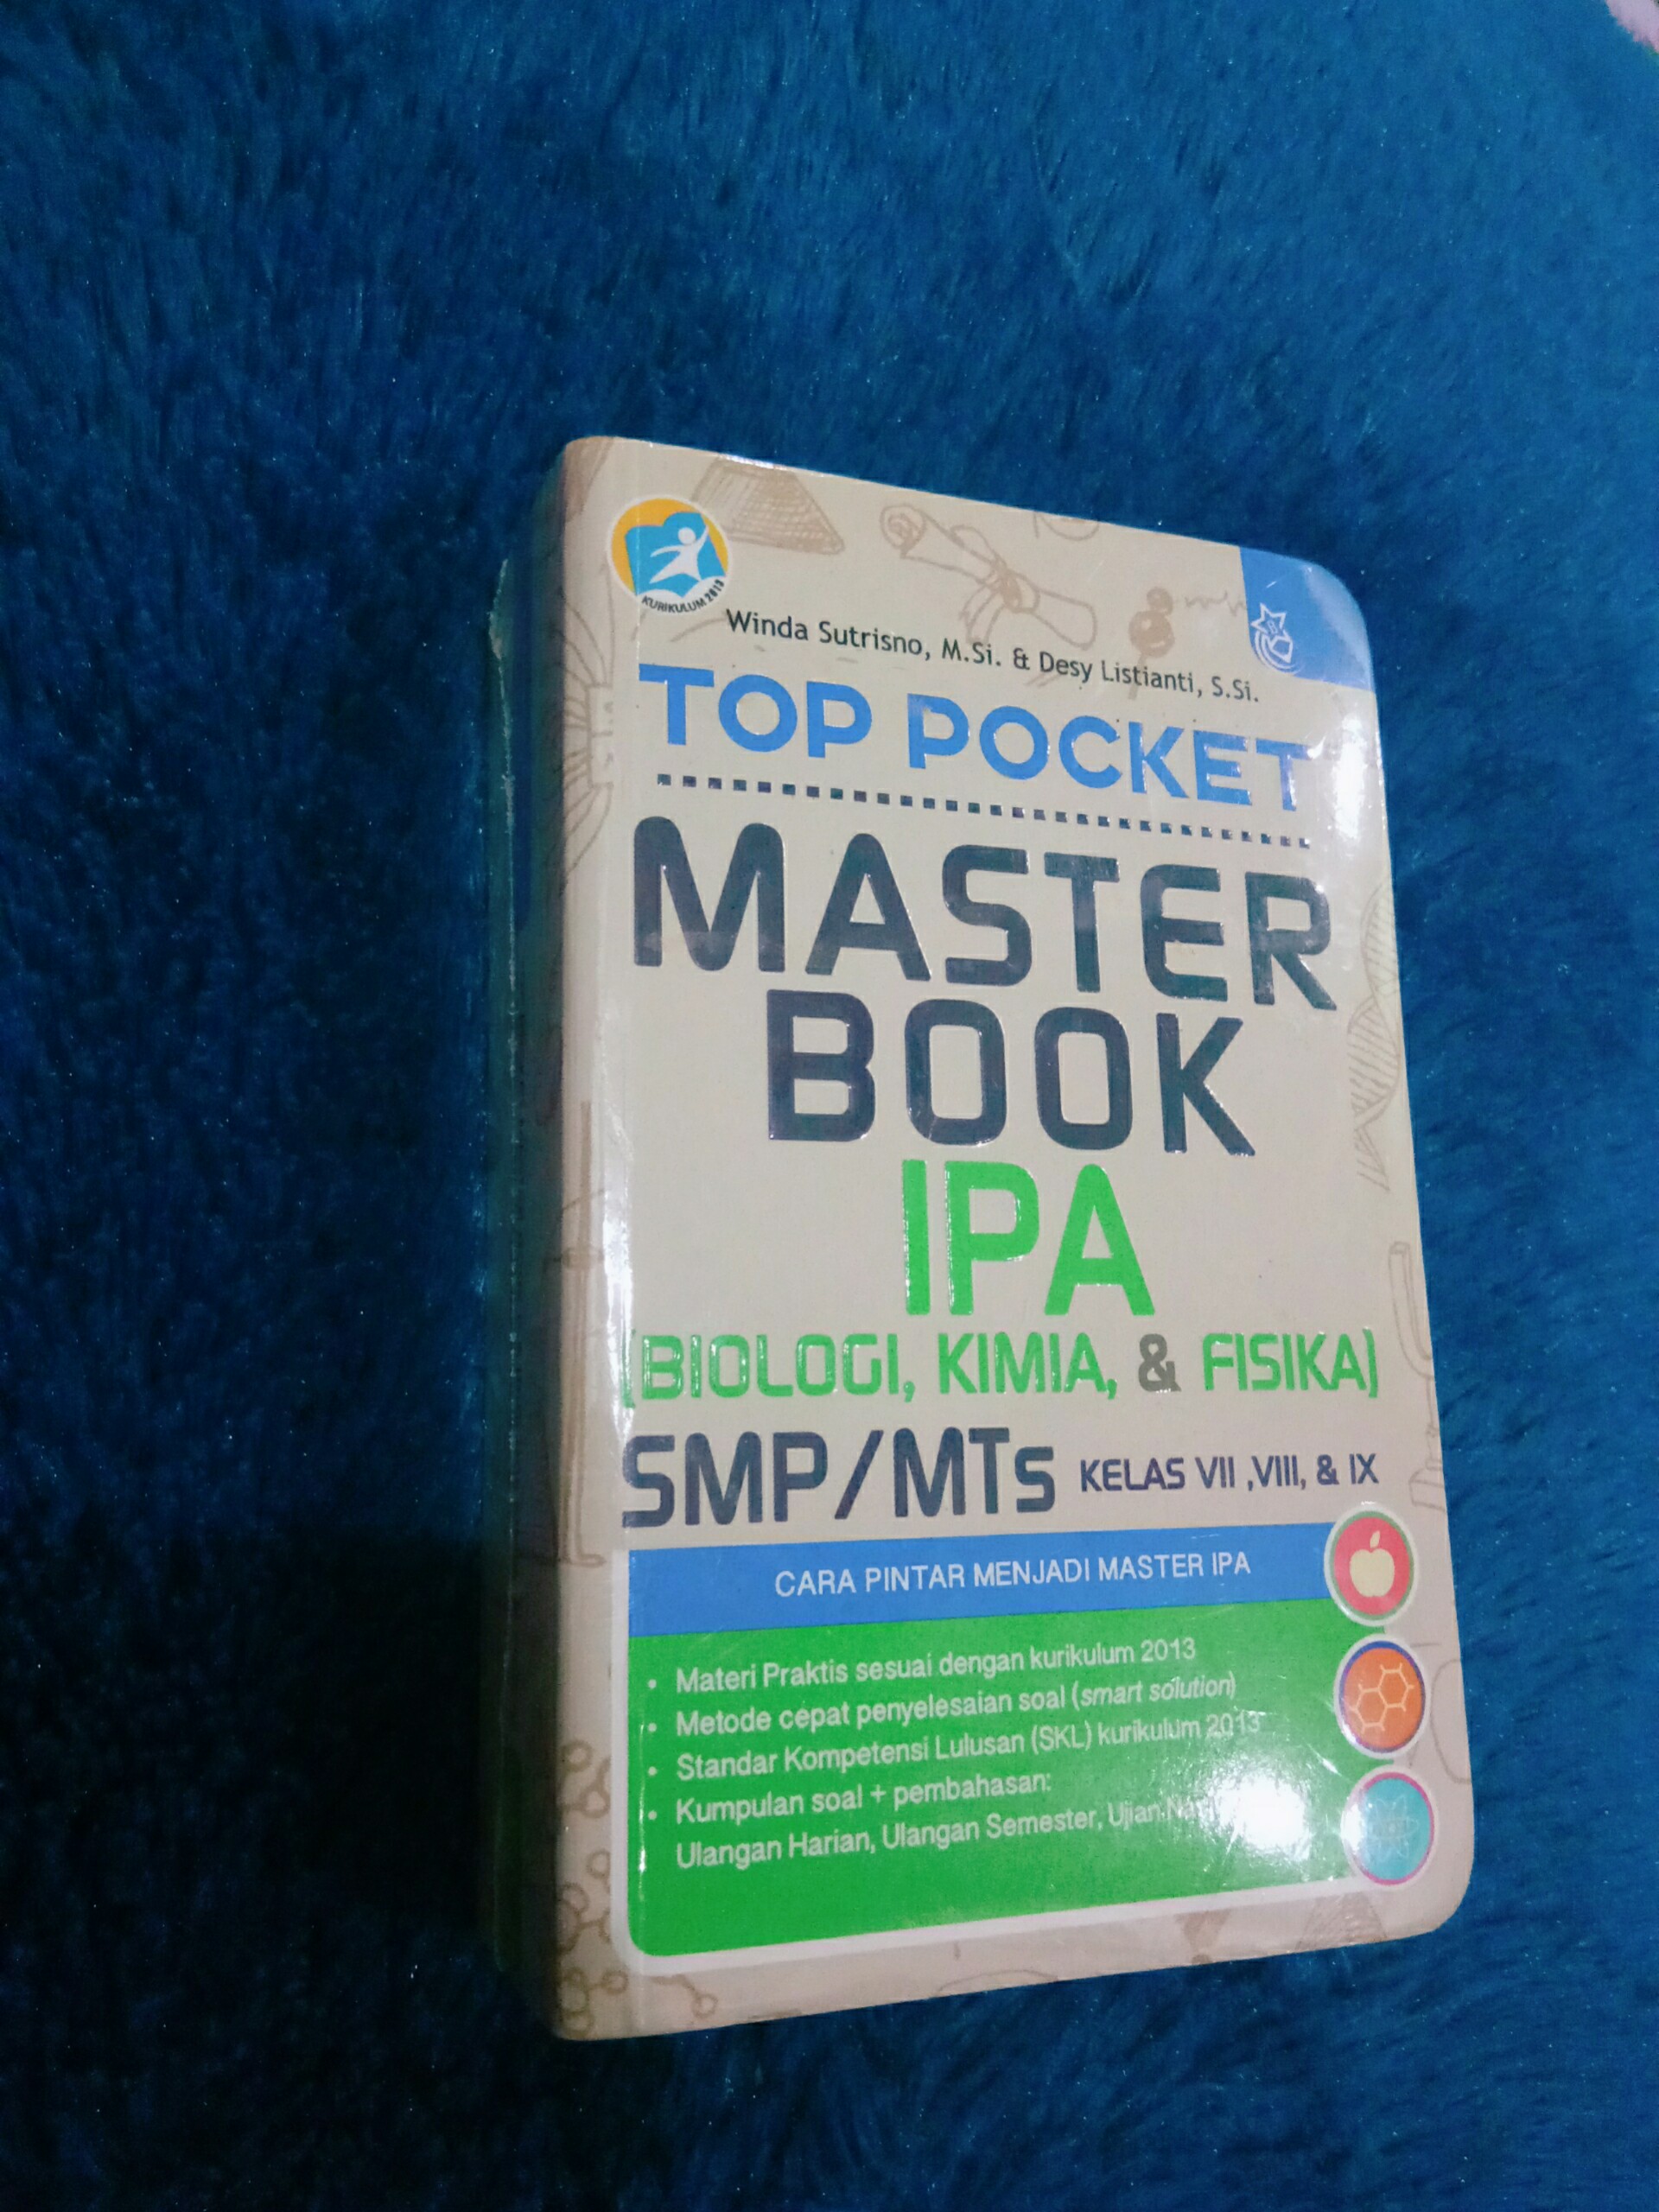 KURIKULUM 2013
Winda Sutrisno, M.Si. & Desy Listianti, S.Si.
TOP POCKET
MASTER
BOOK
IPA
(BIOLOGI, KIMIA, & FISIKA)
SMP/MTs KELAS VII ,VIII, & IX
CARA PINTAR MENJADI MASTER IPA
• Materi Praktis sesuai dengan kurikulum 2013
• Metode cepat penyelesaian soal (smart solution)
• Standar Kompetensi Lulusan (SKL) kurikulum 2013
• Kumpulan soal + pembahasan:
Ulangan Harian, Ulangan Semester, Ujian